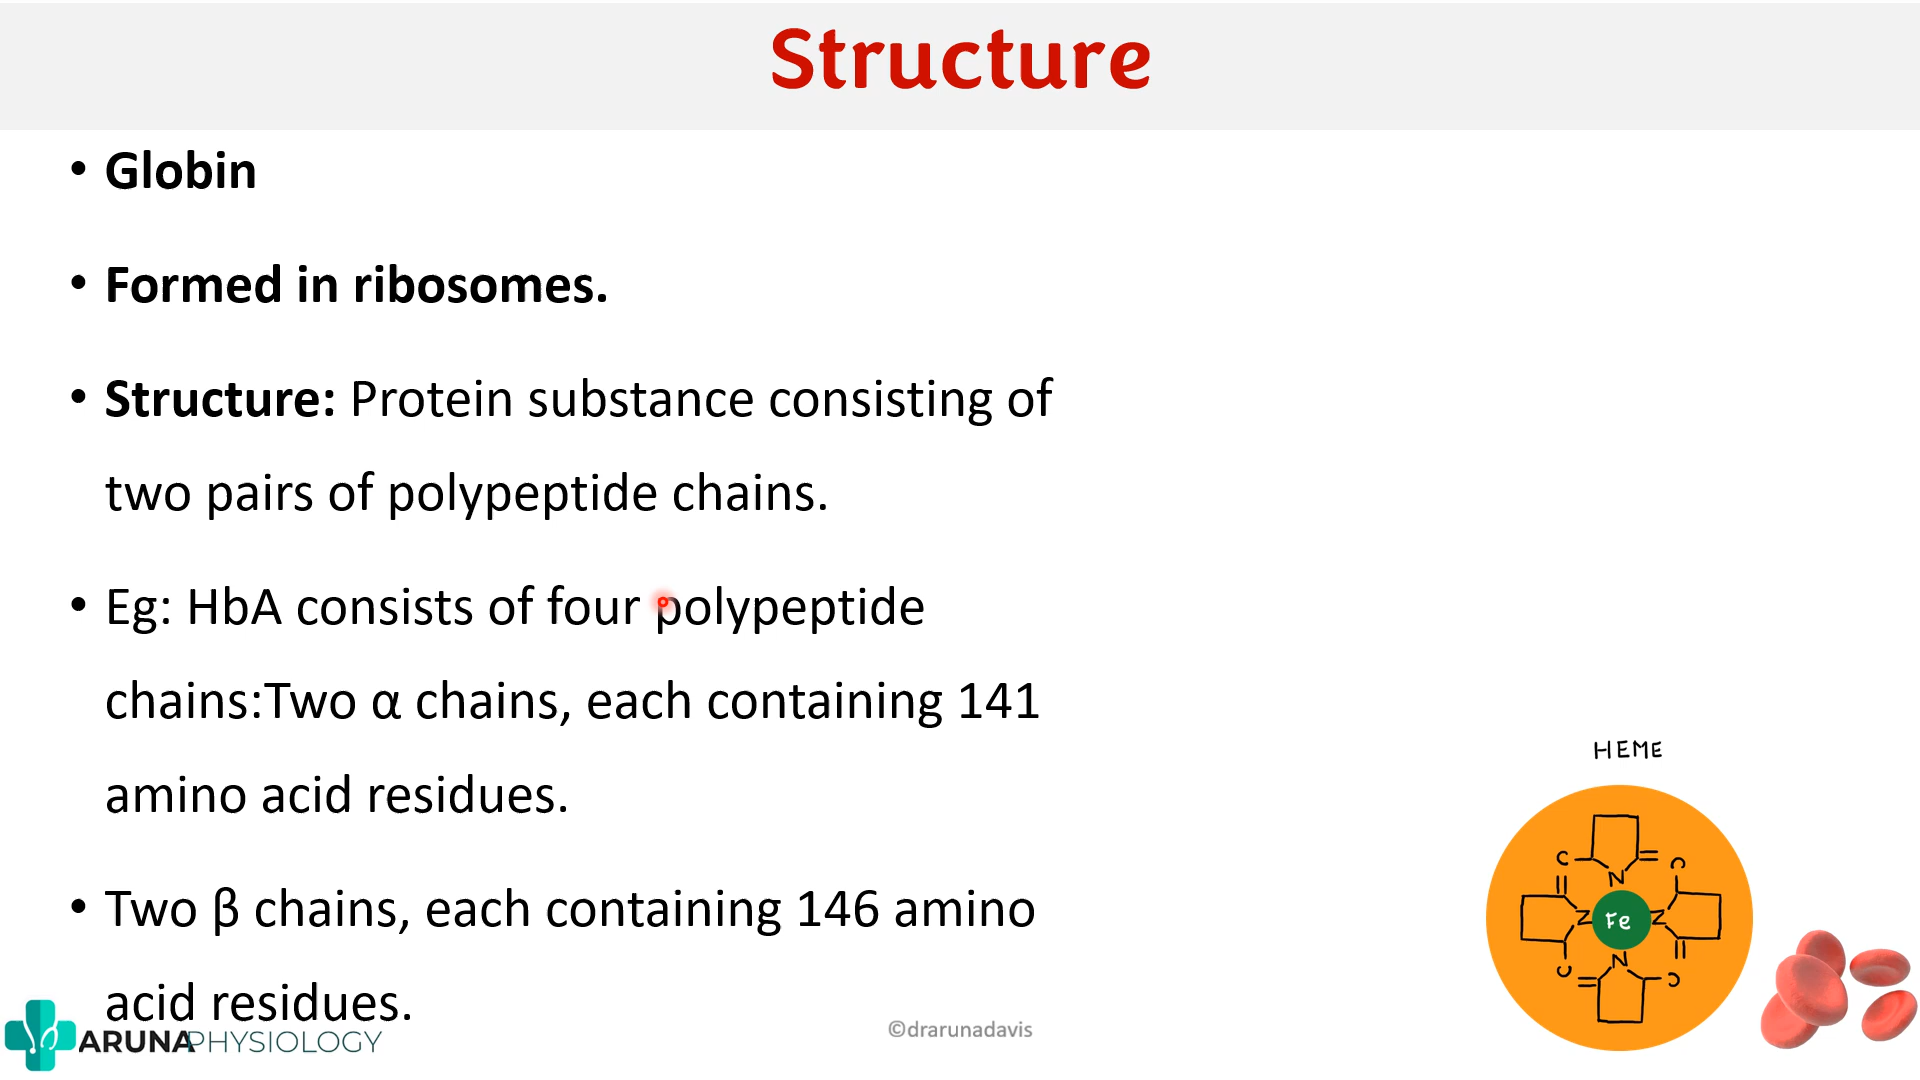 Structure
• Globin
• Formed in ribosomes.
• Structure: Protein substance consisting of
two pairs of polypeptide chains.
• Eg: HbA consists of four polypeptide
chains:Two α chains, each containing 141
amino acid residues.
• Two β chains, each containing 146 amino
acid residues.
HEME
C
C
N
N
Fe
N
N
C
C
ARUNAPHYSIOLOGY
©drarunadavis